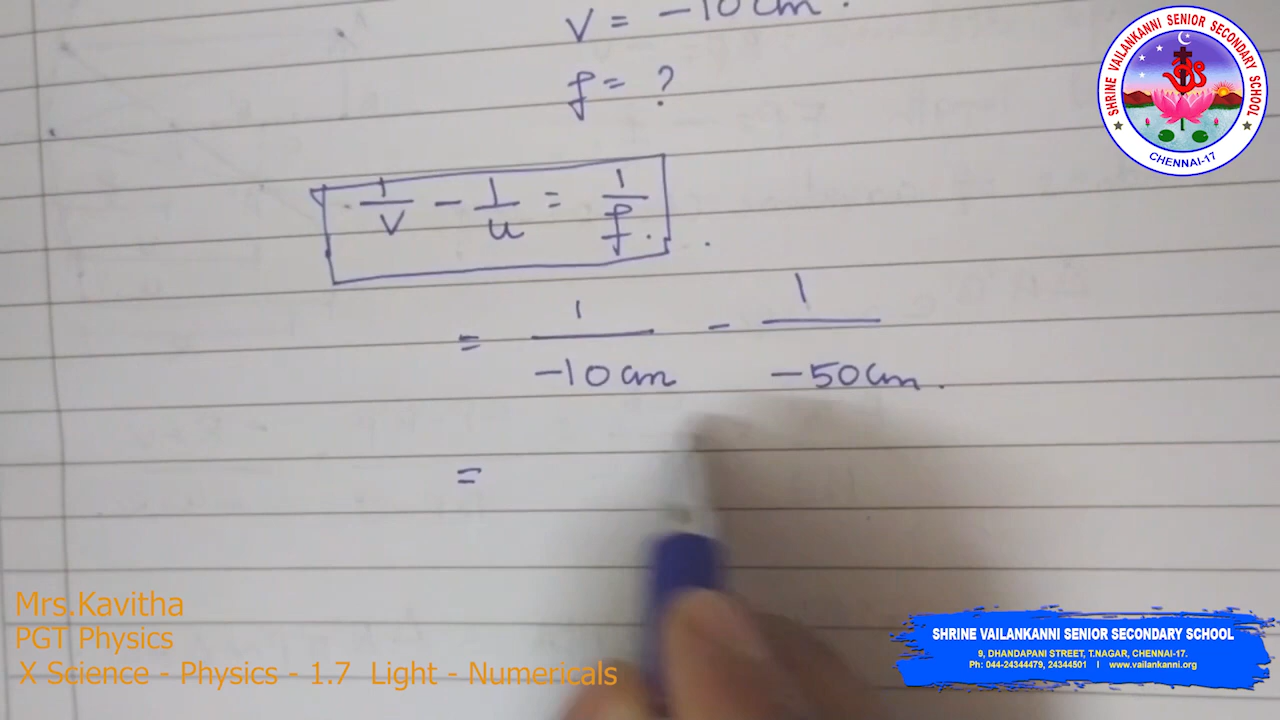 v = -10 cm.
f = ?
1/v - 1/u = 1/f.
= 1/-10 cm - 1/-50 cm.
=
SHRINE VAILANKANNI SENIOR SECONDARY SCHOOL
CHENNAI-17
Mrs.Kavitha
PGT Physics
X Science - Physics - 1.7 Light - Numericals
SHRINE VAILANKANNI SENIOR SECONDARY SCHOOL
9, DHANDAPANI STREET, T.NAGAR, CHENNAI-17.
Ph: 044-24344479, 24344501 I www.vailankanni.org